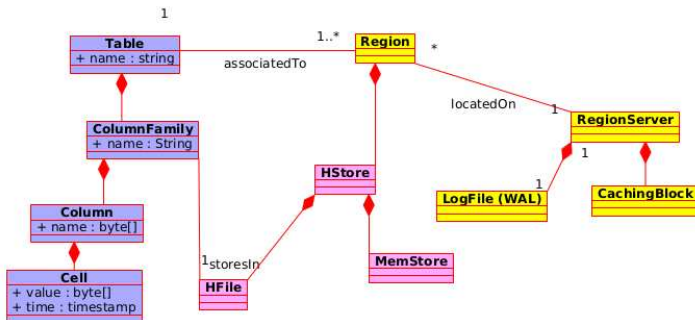 1
Table
+ name : string
1..*
Region
*
associatedTo
locatedOn
ColumnFamily
+ name : String
1
RegionServer
1
HStore
1
LogFile (WAL)
CachingBlock
Column
+ name : byte[]
1
storesIn
MemStore
Cell
+ value : byte[]
+ time : timestamp
HFile